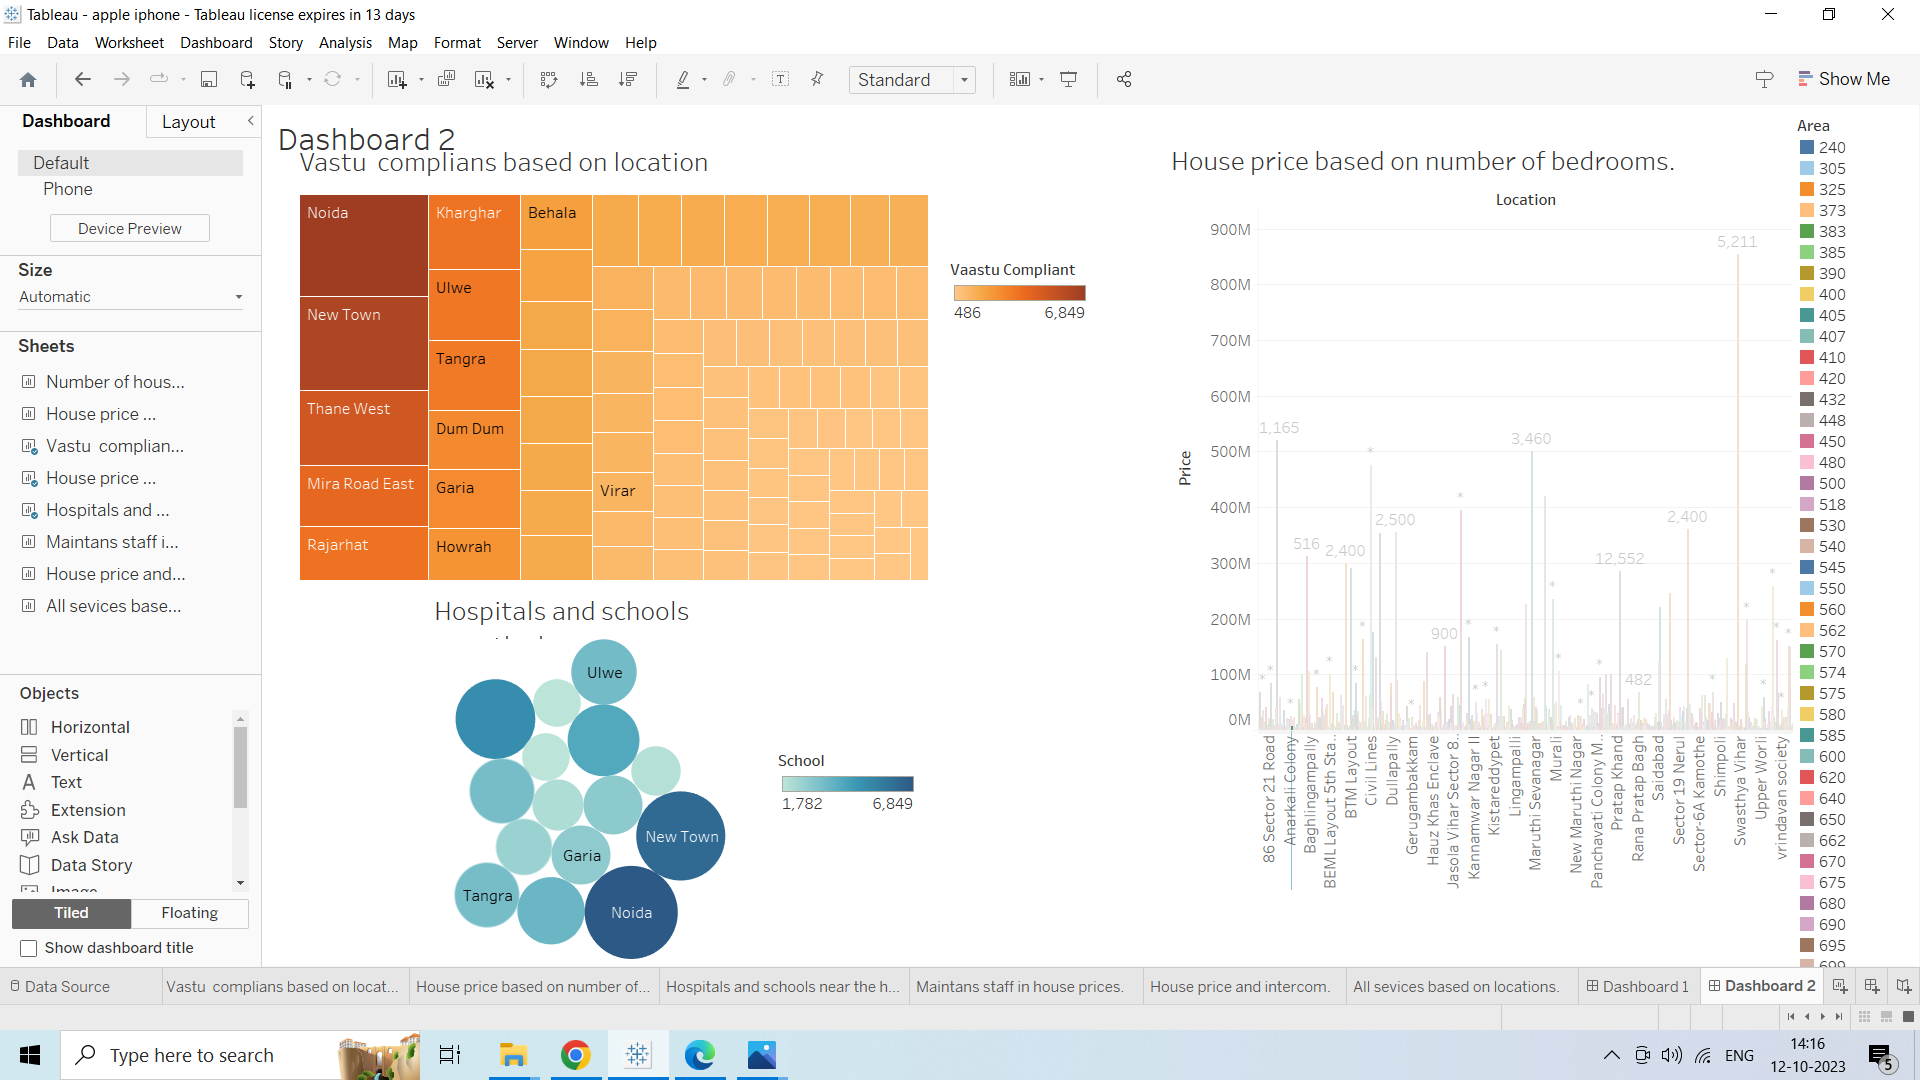 Tableau - apple iphone - Tableau license expires in 13 days
File Data Worksheet Dashboard Story Analysis Map Format Server Window Help
Standard
Show Me
Dashboard
Layout
Default
Phone
Device Preview
Size
Automatic
Sheets
Number of hous...
House price ...
Vastu complian...
House price ...
Hospitals and ...
Maintans staff i...
House price and...
All sevices base...
Objects
Horizontal
Vertical
Text
Extension
Ask Data
Data Story
Tiled
Floating
Show dashboard title
Dashboard 2
Vastu complians based on location
Noida
New Town
Thane West
Mira Road East
Rajarhat
Kharghar
Ulwe
Tangra
Dum Dum
Garia
Howrah
Behala
Virar
Vaastu Compliant
486 6,849
Hospitals and schools
Ulwe
New Town
Garia
Tangra
Noida
School
1,782 6,849
House price based on number of bedrooms.
Location
Price
900M
800M
700M
600M
500M
400M
300M
200M
100M
0M
5,211
1,165
3,460
2,500
2,400
516
2,400
12,552
900
482
86 Sector 21 Road
Anarkali Colony
Baghlingampally
BEML Layout 5th Sta..
BTM Layout
Civil Lines
Dullapally
Gerugambakkam
Hauz Khas Enclave
Jasola Vihar Sector 8..
Kannamwar Nagar II
Kistareddypet
Lingampalli
Maruthi Sevanagar
Murali
New Maruthi Nagar
Panchavati Colony M..
Pratap Khand
Rana Pratap Bagh
Saidabad
Sector 19 Nerul
Sector-6A Kamothe
Shimpoli
Swasthya Vihar
Upper Worli
vrindavan society
Area
240
305
325
373
383
385
390
400
405
407
410
420
432
448
450
480
500
518
530
540
545
550
560
562
570
574
575
580
585
600
620
640
650
662
670
675
680
690
695
Data Source
Vastu complians based on locat...
House price based on number of...
Hospitals and schools near the h...
Maintans staff in house prices.
House price and intercom.
All sevices based on locations.
Dashboard 1
Dashboard 2
Type here to search
ENG
14:16
12-10-2023
5